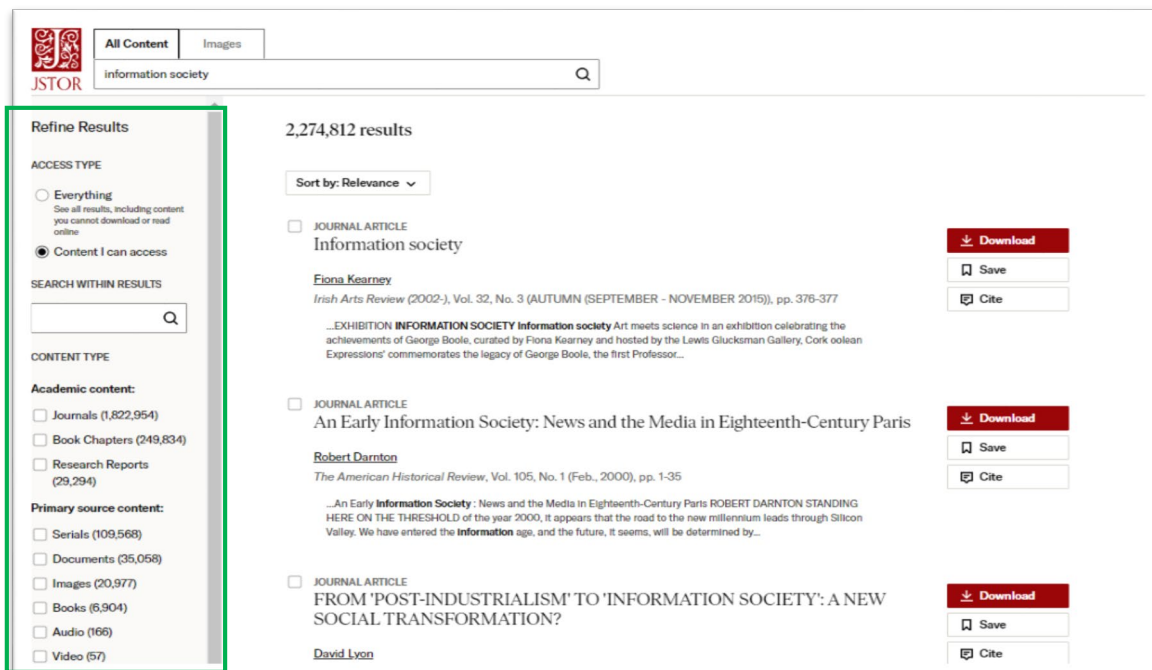 All Content
Images
JSTOR
information society
Refine Results
ACCESS TYPE
Everything
See all results, including content
you cannot download or read
online
Content I can access
SEARCH WITHIN RESULTS
CONTENT TYPE
Academic content:
Journals (1,822,954)
Book Chapters (249,834)
Research Reports
(29,294)
Primary source content:
Serials (109,568)
Documents (35,058)
Images (20,977)
Books (6,904)
Audio (166)
Video (57)
2,274,812 results
Sort by: Relevance
JOURNAL ARTICLE
Information society
Fiona Kearney
Irish Arts Review (2002-), Vol. 32, No. 3 (AUTUMN (SEPTEMBER - NOVEMBER 2015)), pp. 376-377
...EXHIBITION INFORMATION SOCIETY Information society Art meets science in an exhibition celebrating the
achievements of George Boole, curated by Fiona Kearney and hosted by the Lewis Glucksman Gallery, Cork oolean
Expressions' commemorates the legacy of George Boole, the first Professor...
Download
Save
Cite
JOURNAL ARTICLE
An Early Information Society: News and the Media in Eighteenth-Century Paris
Robert Darnton
The American Historical Review, Vol. 105, No. 1 (Feb., 2000), pp. 1-35
...An Early Information Society : News and the Media in Eighteenth-Century Paris ROBERT DARNTON STANDING
HERE ON THE THRESHOLD of the year 2000, it appears that the road to the new millennium leads through Silicon
Valley. We have entered the information age, and the future, it seems, will be determined by...
Download
Save
Cite
JOURNAL ARTICLE
FROM 'POST-INDUSTRIALISM' TO 'INFORMATION SOCIETY': A NEW
SOCIAL TRANSFORMATION?
David Lyon
Download
Save
Cite